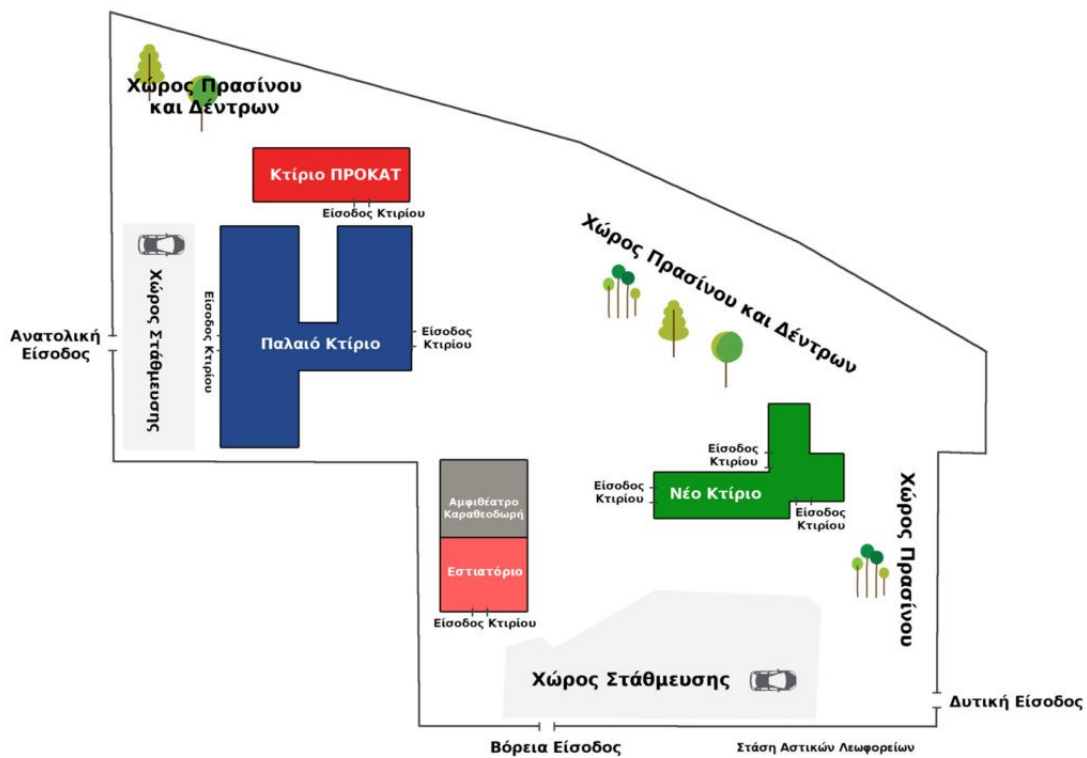 Χώρος Πρασίνου
και Δέντρων
Κτίριο ΠΡΟΚΑΤ
Είσοδος Κτιρίου
Χώρος Στάθμευσης
Είσοδος Κτιρίου
Ανατολική
Είσοδος
Παλαιό Κτίριο
Είσοδος
Κτιρίου
Χώρος Πρασίνου και Δέντρων
Είσοδος
Κτιρίου
Είσοδος
Κτιρίου
Νέο Κτίριο
Είσοδος
Κτιρίου
Χώρος Πρασίνου
Αμφιθέατρο
Καραθεοδωρή
Εστιατόριο
Είσοδος Κτιρίου
Χώρος Στάθμευσης
Δυτική Είσοδος
Βόρεια Είσοδος
Στάση Αστικών Λεωφορείων